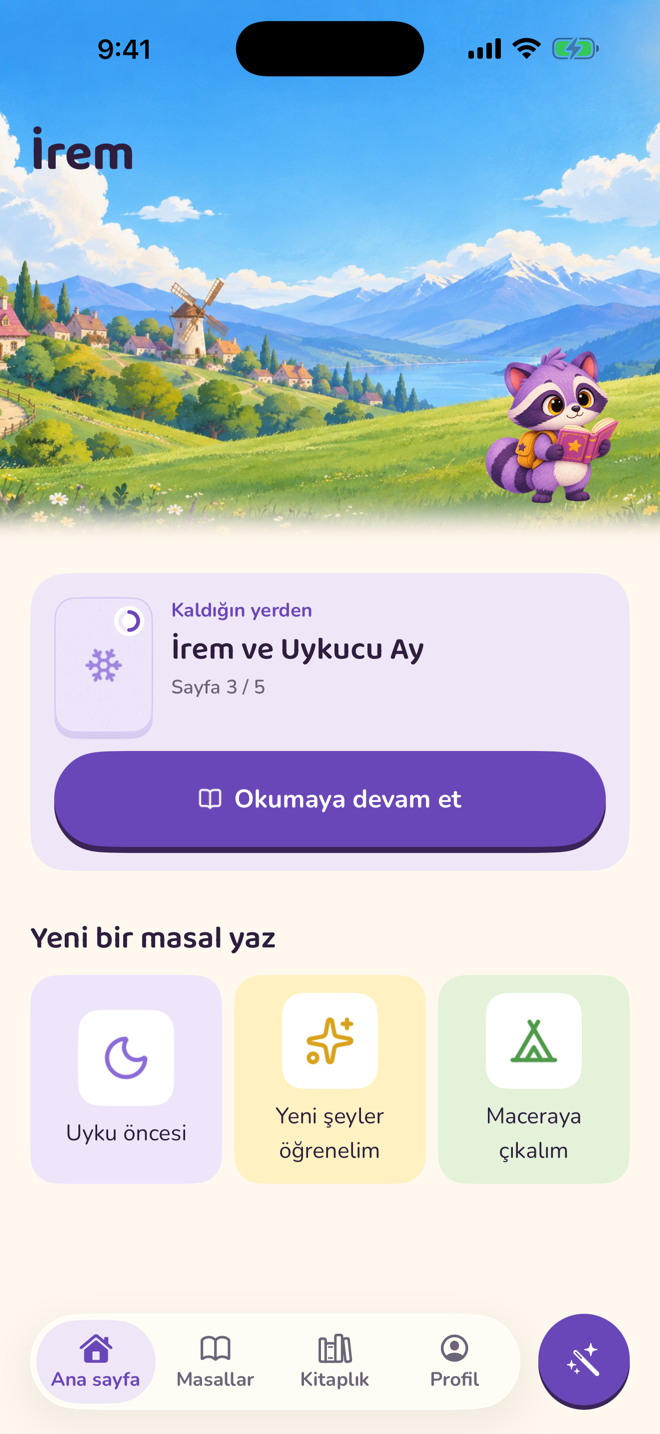 9:41
İrem
Kaldığın yerden
İrem ve Uykucu Ay
Sayfa 3 / 5
Okumaya devam et
Yeni bir masal yaz
Uyku öncesi
Yeni şeyler
öğrenelim
Maceraya
çıkalım
Ana sayfa
Masallar
Kitaplık
Profil